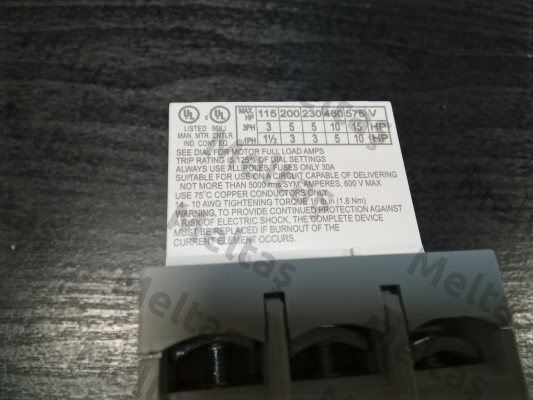 UL c UL MAX. HP 115 200 230 460 575 V
LISTED 3PH 3 5 5 10 15 HP
MAN. MTR. CNTLR. 1PH 1½ 3 3 5 10 HP
IND. CONT. EQ.
SEE DIAL FOR MOTOR FULL LOAD AMPS
TRIP RATING IS 125% OF DIAL SETTINGS
ALWAYS USE ALL POLES, FUSES ONLY 30A
SUITABLE FOR USE ON A CIRCUIT CAPABLE OF DELIVERING
NOT MORE THAN 5000 rms SYM. AMPERES, 600 V MAX
USE 75°C COPPER CONDUCTORS ONLY
14 - 10 AWG TIGHTENING TORQUE 16 lb.in (1.8 Nm)
WARNING, TO PROVIDE CONTINUED PROTECTION AGAINST
A RISK OF ELECTRIC SHOCK, THE COMPLETE DEVICE
MUST BE REPLACED IF BURNOUT OF THE
CURRENT ELEMENT OCCURS.
Meltaş